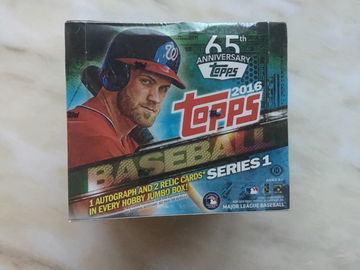 65th
ANNIVERSARY
Topps
W
2016
topps
BASEBALL
SERIES 1
1 AUTOGRAPH AND 2 RELIC CARDS*
IN EVERY HOBBY JUMBO BOX!
MAJOR LEAGUE BASEBALL